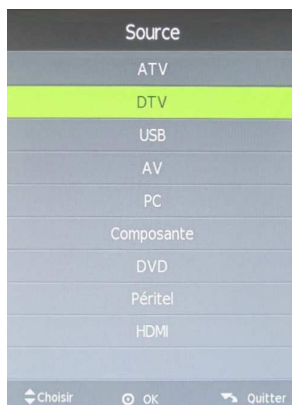 Source
ATV
DTV
USB
AV
PC
Composante
DVD
Péritel
HDMI
Choisir OK Quitter